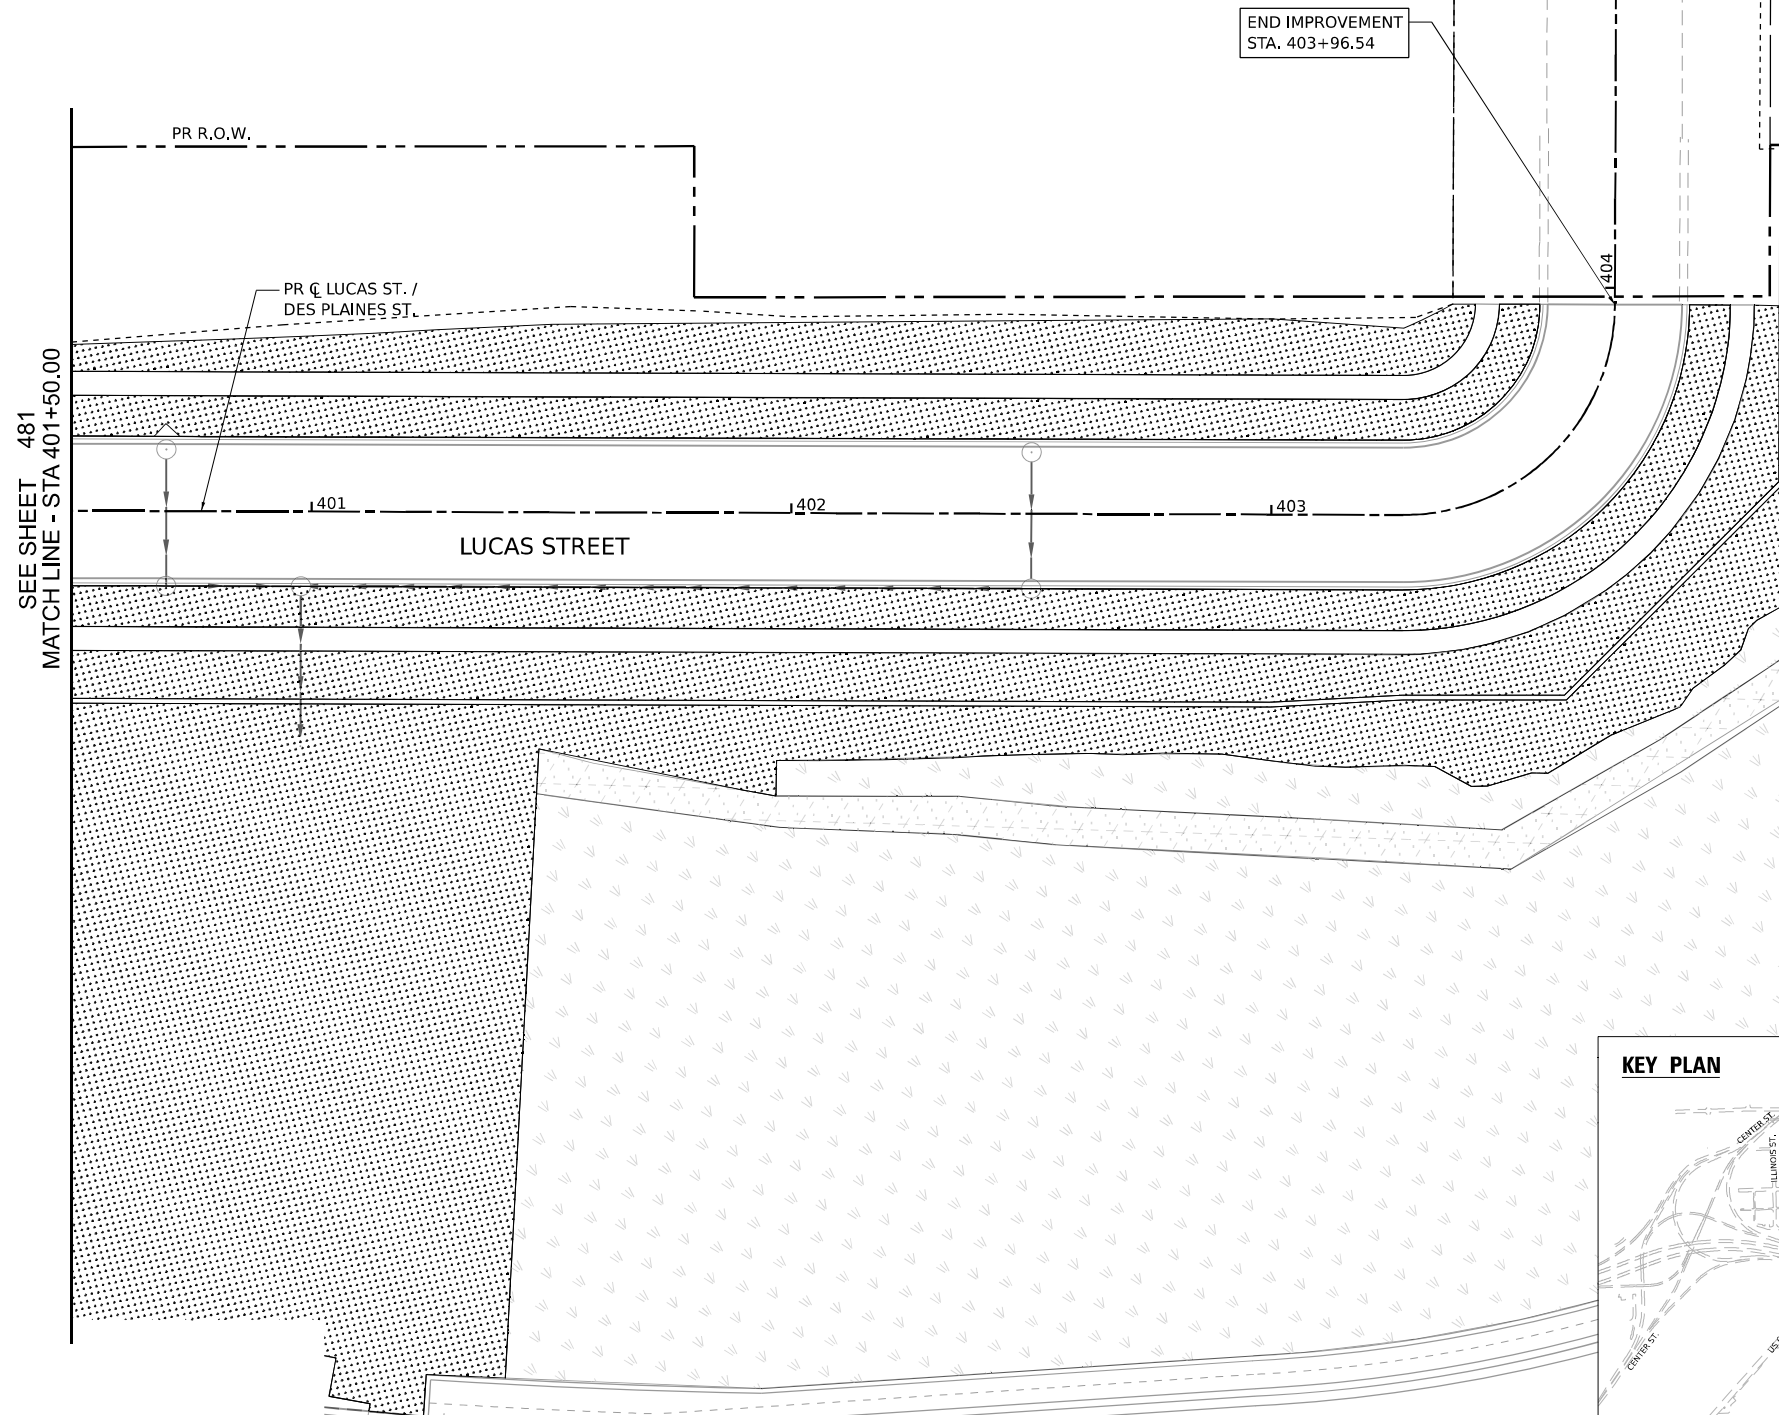 END IMPROVEMENT
STA. 403+96.54
PR R.O.W.
404
PR ℄ LUCAS ST. /
DES PLAINES ST.
SEE SHEET 481
MATCH LINE - STA 401+50.00
401
402
403
LUCAS STREET
KEY PLAN
CENTER ST.
ILLINOIS ST.
CENTER ST.